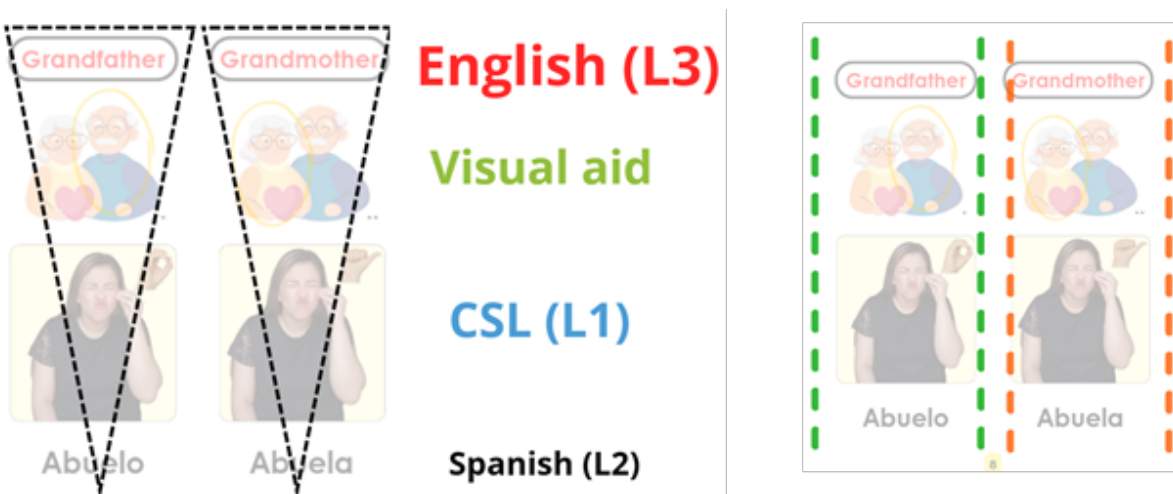 Grandfather
Grandmother
English (L3)
Visual aid
CSL (L1)
Abuelo
Abuela
Spanish (L2)
Grandfather
Grandmother
Abuelo
Abuela
8